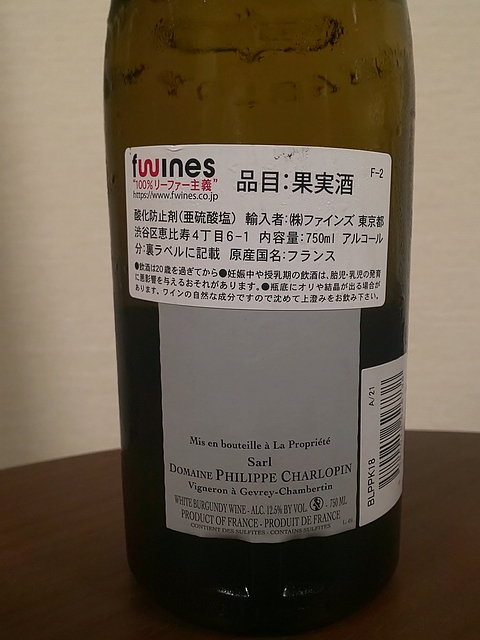 fwines
"100%リーファー主義"
https://www.fwines.co.jp
品目：果実酒
F-2
酸化防止剤(亜硫酸塩) 輸入者：㈱ファインズ 東京都
渋谷区恵比寿4丁目6-1 内容量：750ml アルコール
分：裏ラベルに記載 原産国名：フランス
●飲酒は20歳を過ぎてから●妊娠中や授乳期の飲酒は、胎児・乳児の発育
に悪影響を与えるおそれがあります。●瓶底にオリや結晶が出る場合が
あります。ワインの自然な成分ですので沈めて上澄みをお飲み下さい。
A/21
BLPPK18
Mis en bouteille à La Propriété
Sarl
DOMAINE PHILIPPE CHARLOPIN
Vigneron à Gevrey-Chambertin
WHITE BURGUNDY WINE - ALC. 12.5% BY VOL. - 750 ML
PRODUCT OF FRANCE - PRODUIT DE FRANCE
CONTIENT DES SULFITES - CONTAINS SULFITES